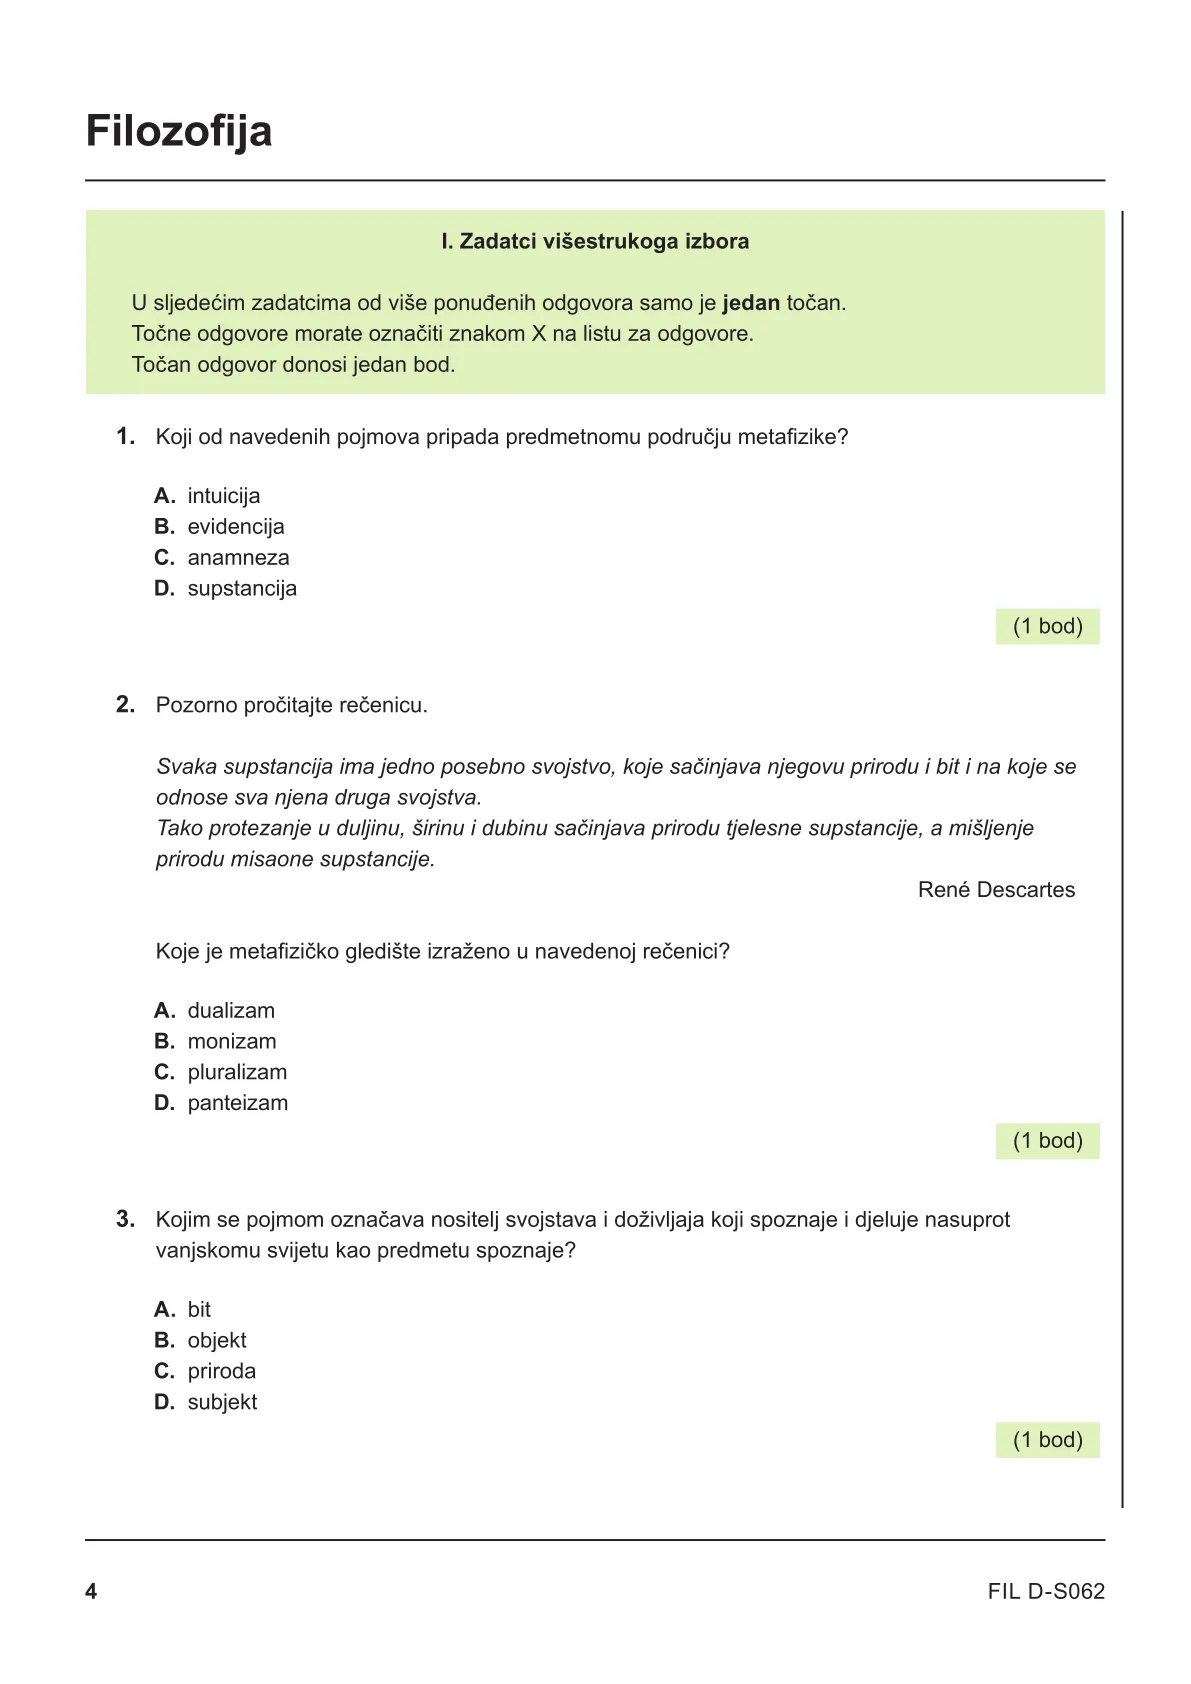 Filozofija
I. Zadatci višestrukoga izbora
U sljedećim zadatcima od više ponuđenih odgovora samo je jedan točan.
Točne odgovore morate označiti znakom X na listu za odgovore.
Točan odgovor donosi jedan bod.
1. Koji od navedenih pojmova pripada predmetnomu području metafizike?
A. intuicija
B. evidencija
C. anamneza
D. supstancija
(1 bod)
2. Pozorno pročitajte rečenicu.
Svaka supstancija ima jedno posebno svojstvo, koje sačinjava njegovu prirodu i bit i na koje se
odnose sva njena druga svojstva.
Tako protezanje u duljinu, širinu i dubinu sačinjava prirodu tjelesne supstancije, a mišljenje
prirodu misaone supstancije.
René Descartes
Koje je metafizičko gledište izraženo u navedenoj rečenici?
A. dualizam
B. monizam
C. pluralizam
D. panteizam
(1 bod)
3. Kojim se pojmom označava nositelj svojstava i doživljaja koji spoznaje i djeluje nasuprot
vanjskomu svijetu kao predmetu spoznaje?
A. bit
B. objekt
C. priroda
D. subjekt
(1 bod)
4
FIL D-S062